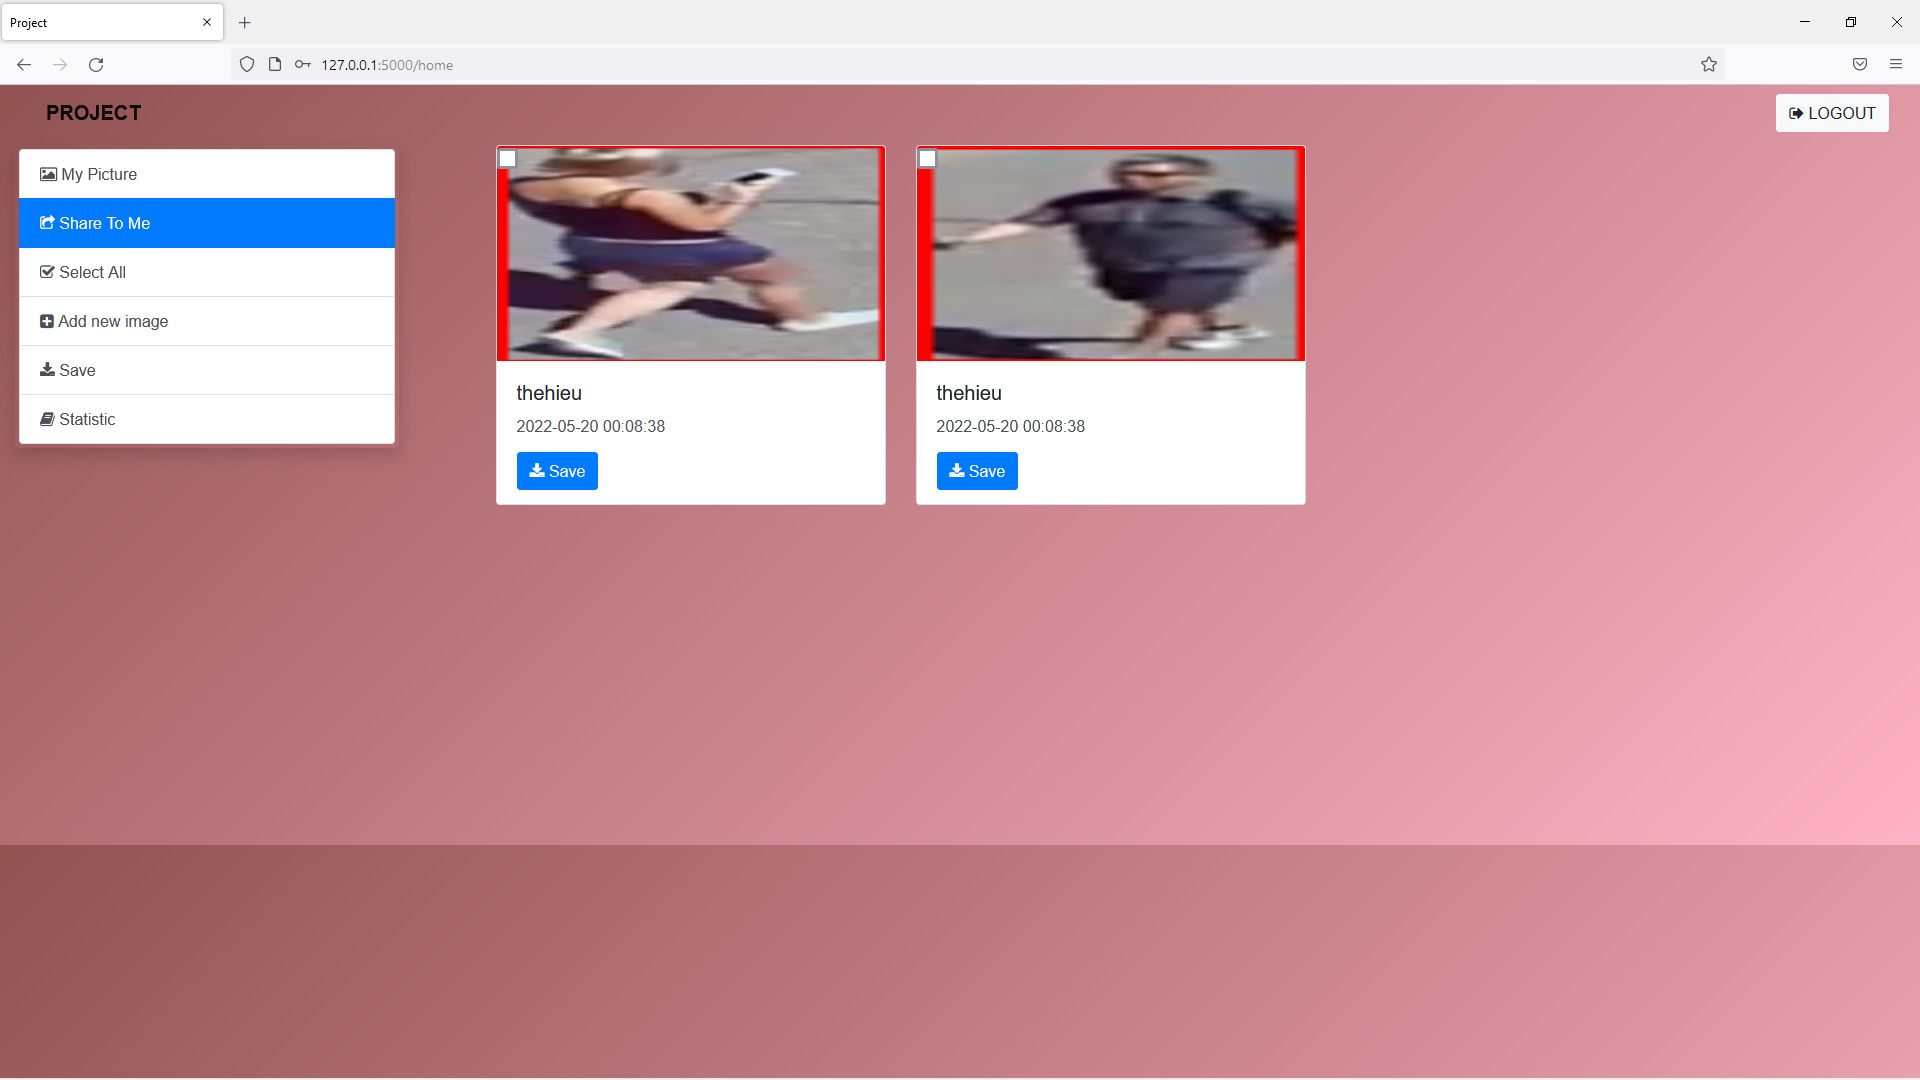 Project
127.0.0.1:5000/home
PROJECT
LOGOUT
My Picture
Share To Me
Select All
Add new image
Save
Statistic
thehieu
2022-05-20 00:08:38
Save
thehieu
2022-05-20 00:08:38
Save